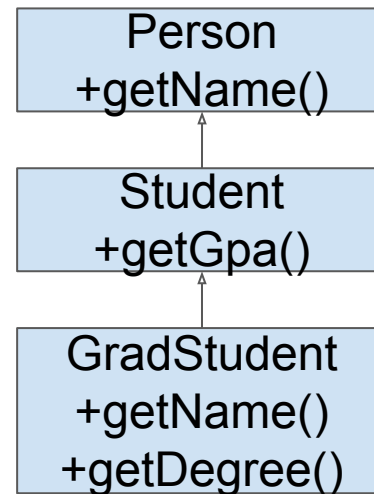 Person
+getName()
Student
+getGpa()
GradStudent
+getName()
+getDegree()